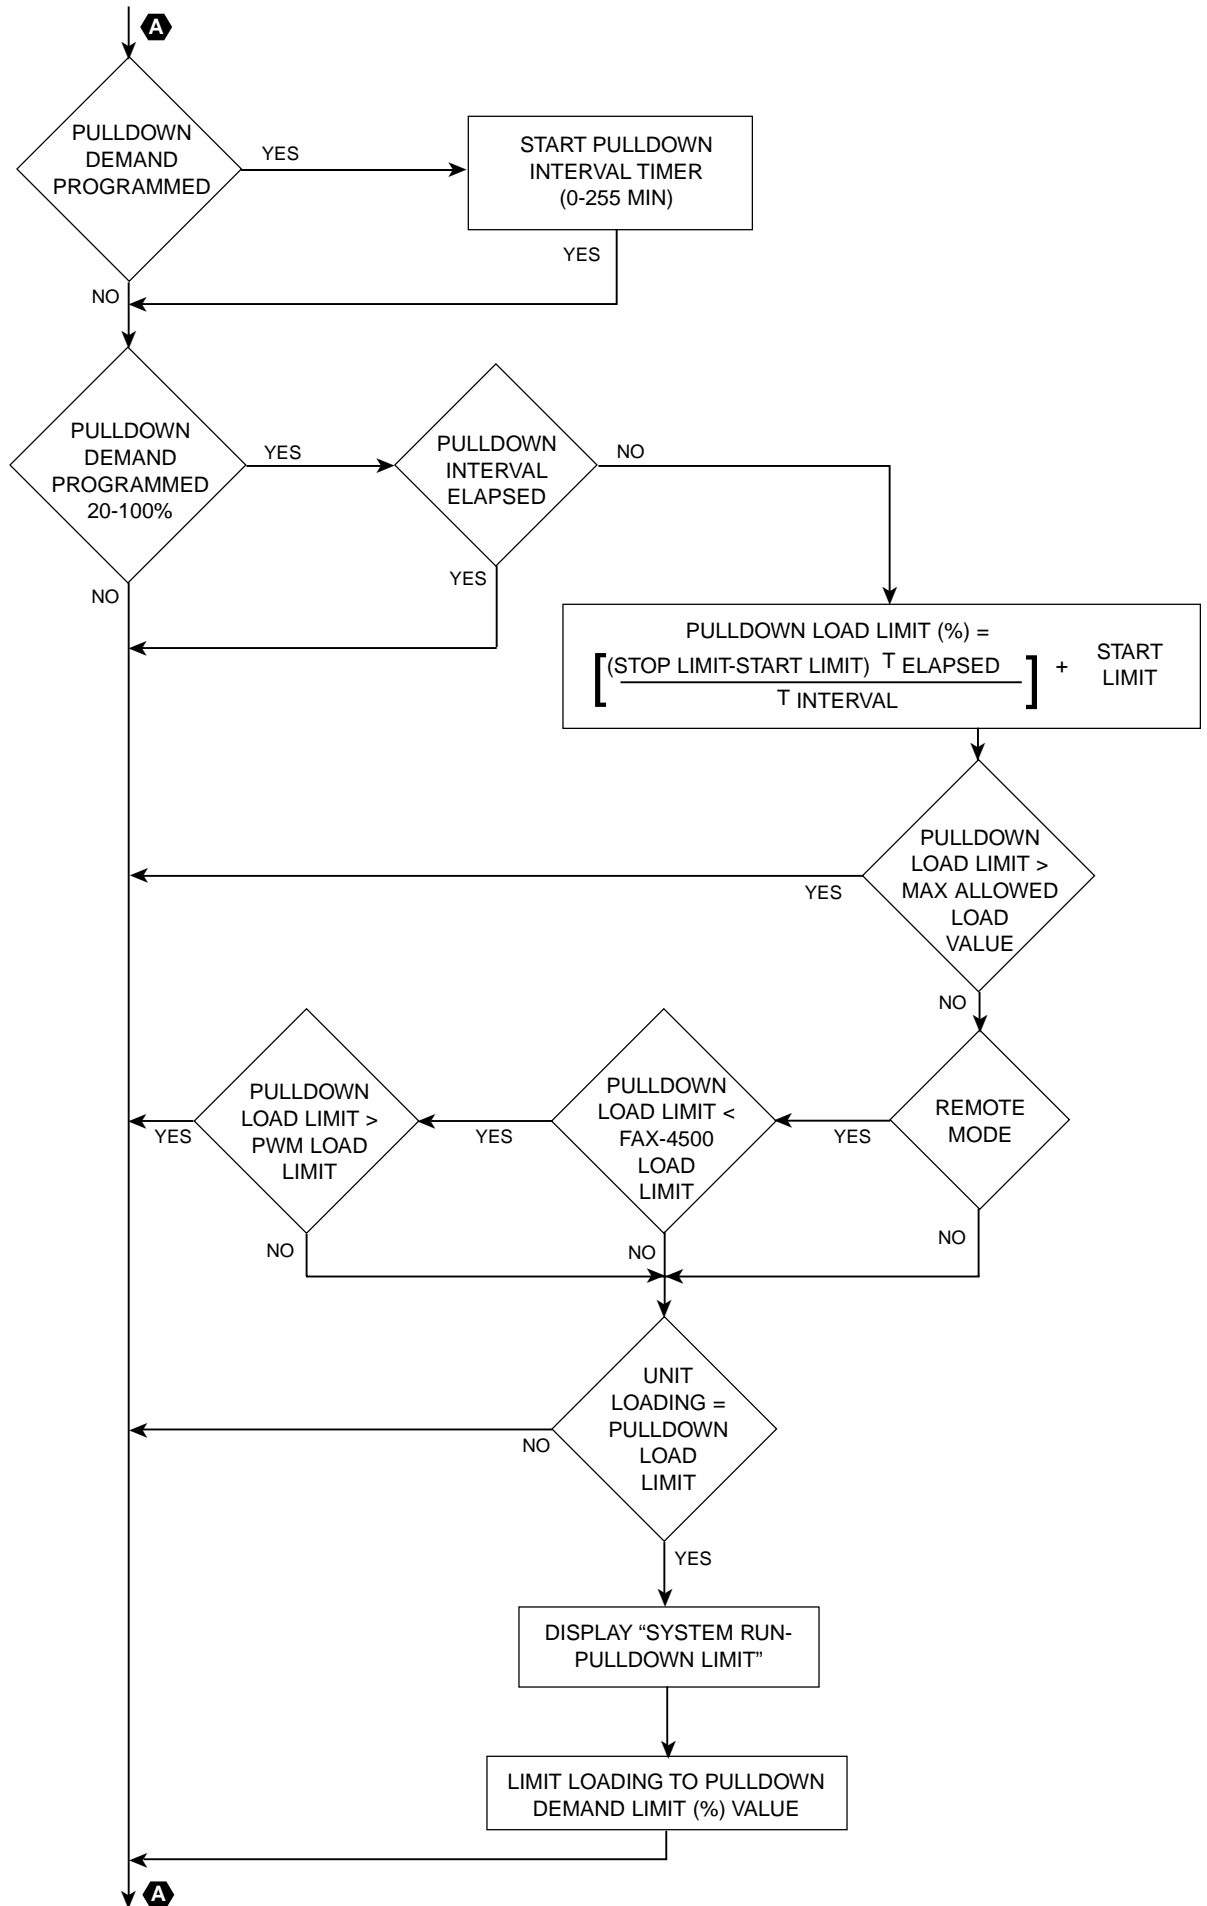 A
PULLDOWN
DEMAND
PROGRAMMED
YES
START PULLDOWN
INTERVAL TIMER
(0-255 MIN)
YES
NO
PULLDOWN
DEMAND
PROGRAMMED
20-100%
YES
PULLDOWN
INTERVAL
ELAPSED
NO
YES
NO
PULLDOWN LOAD LIMIT (%) =
[(STOP LIMIT-START LIMIT) T ELAPSED
T INTERVAL
] + START
LIMIT
PULLDOWN
LOAD LIMIT >
MAX ALLOWED
LOAD
VALUE
YES
NO
REMOTE
MODE
YES
NO
PULLDOWN
LOAD LIMIT <
FAX-4500
LOAD
LIMIT
YES
NO
PULLDOWN
LOAD LIMIT >
PWM LOAD
LIMIT
YES
NO
UNIT
LOADING =
PULLDOWN
LOAD
LIMIT
NO
YES
DISPLAY “SYSTEM RUN-
PULLDOWN LIMIT”
LIMIT LOADING TO PULLDOWN
DEMAND LIMIT (%) VALUE
A